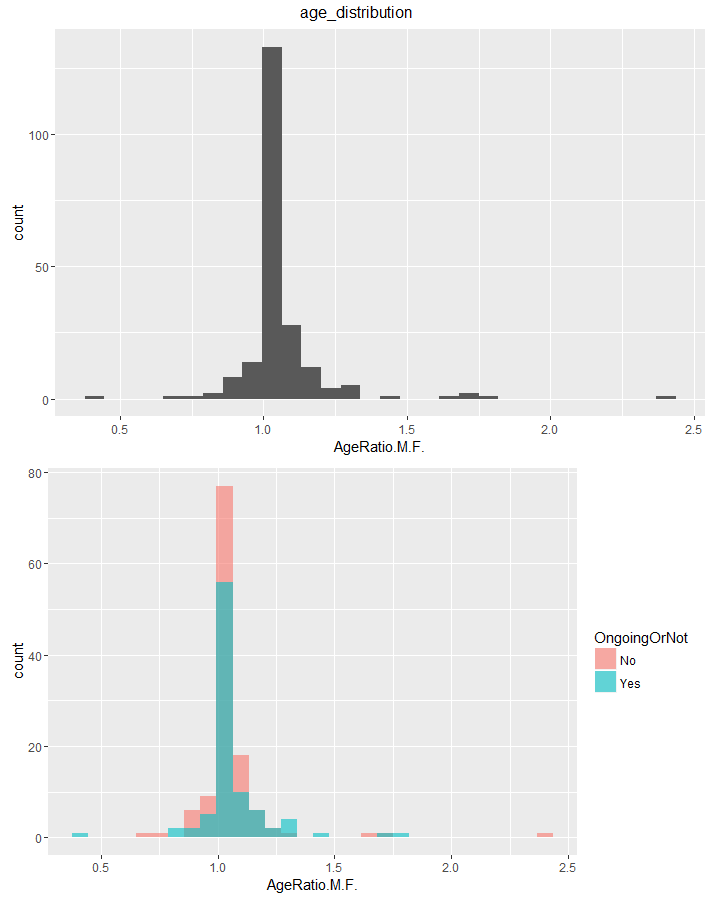 age_distribution
100
50
0
count
0.5 1.0 1.5 2.0 2.5
AgeRatio.M.F.
80
60
40
20
0
count
0.5 1.0 1.5 2.0 2.5
AgeRatio.M.F.
OngoingOrNot
No
Yes